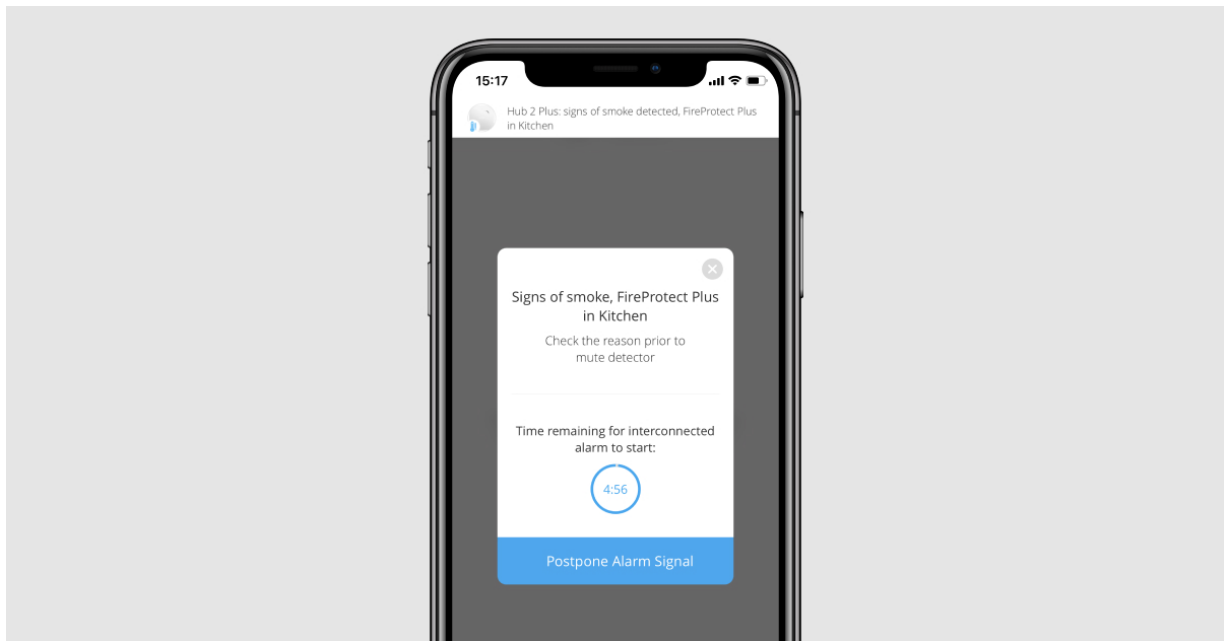 15:17
Hub 2 Plus: signs of smoke detected, FireProtect Plus
in Kitchen
Signs of smoke, FireProtect Plus
in Kitchen
Check the reason prior to
mute detector
Time remaining for interconnected
alarm to start:
4:56
Postpone Alarm Signal